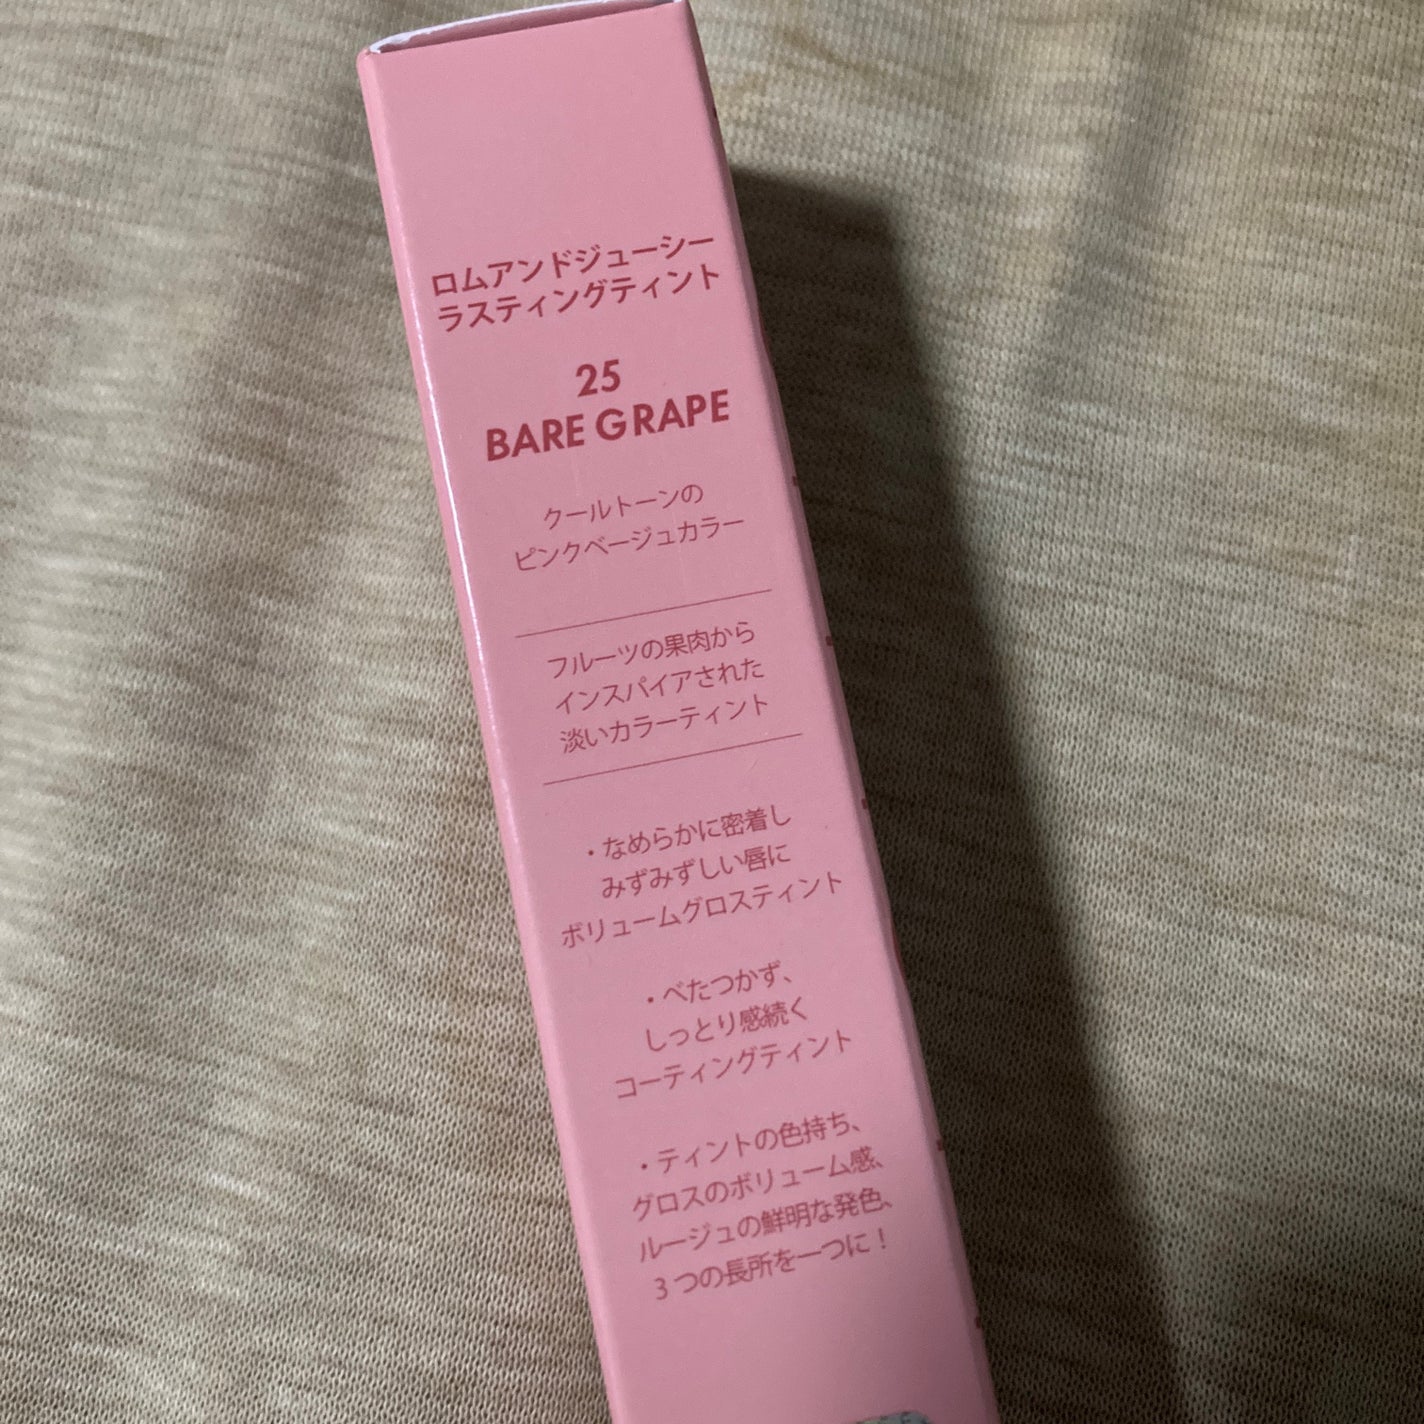 ロムアンドジューシー
ラスティングティント
25
BARE GRAPE
クールトーンの
ピンクベージュカラー
フルーツの果肉から
インスパイアされた
淡いカラーティント
・なめらかに密着し
みずみずしい唇に
ボリュームグロスティント
・べたつかず、
しっとり感続く
コーティングティント
・ティントの色持ち、
グロスのボリューム感、
ルージュの鮮明な発色、
3つの長所を一つに！